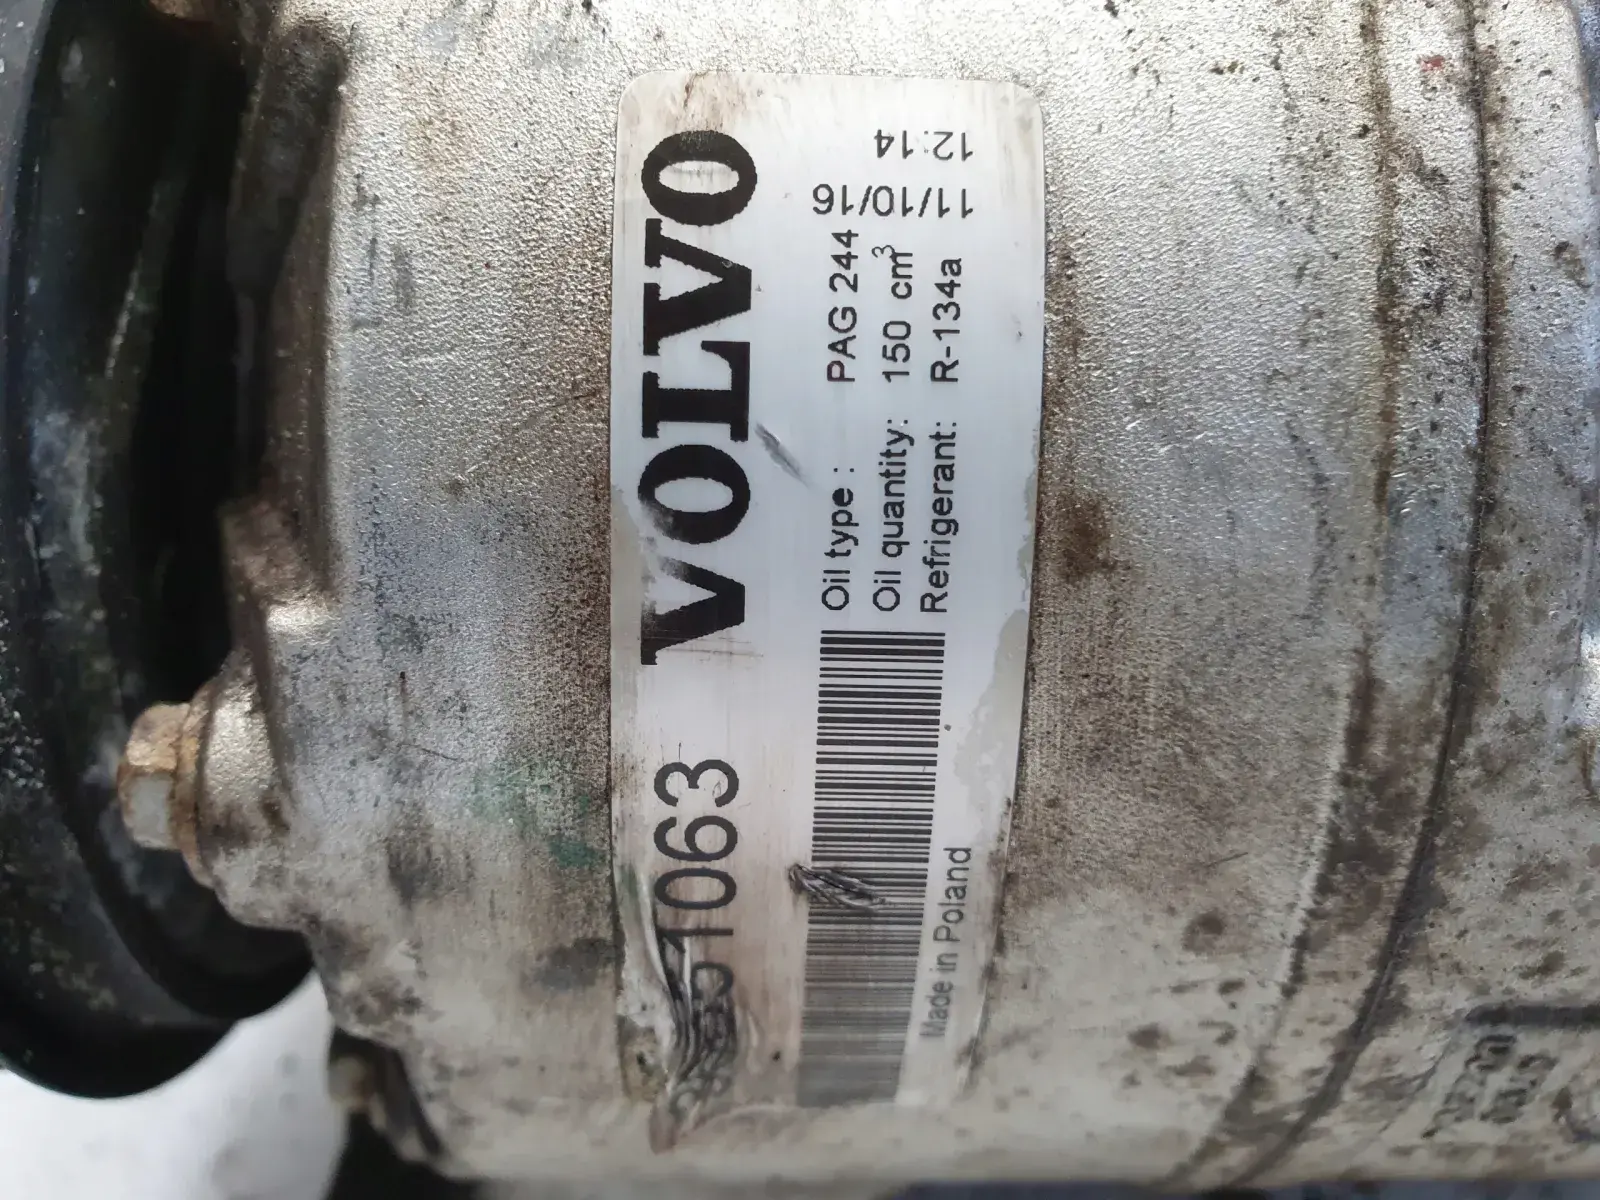 VOLVO
1063
Oil type : PAG 244
Oil quantity: 150 cm³
Refrigerant: R-134a
11/10/16
12:14
Made in Poland